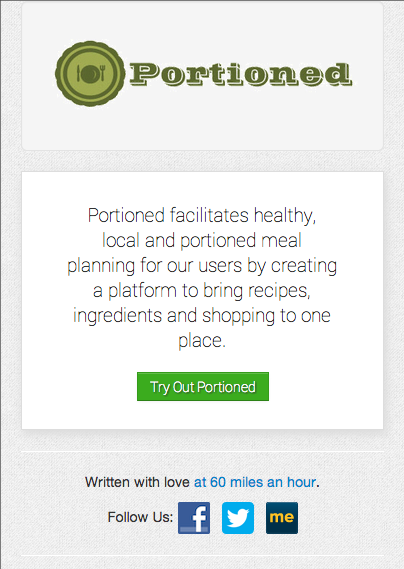 Portioned
Portioned facilitates healthy,
local and portioned meal
planning for our users by creating
a platform to bring recipes,
ingredients and shopping to one
place.
Try Out Portioned
Written with love at 60 miles an hour.
Follow Us: f me